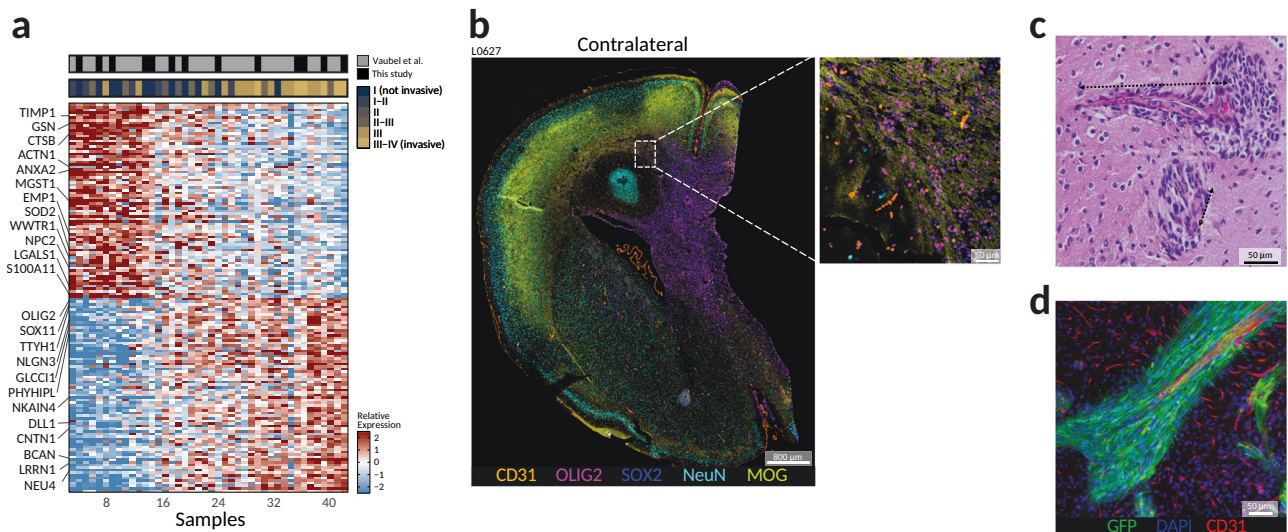 a
Vaubel et al.
This study
I (not invasive)
I–II
II
II–III
III
III–IV (invasive)
TIMP1
GSN
CTSB
ACTN1
ANXA2
MGST1
EMP1
SOD2
WWTR1
NPC2
LGALS1
S100A11
OLIG2
SOX11
TTYH1
NLGN3
GLCCI1
PHYHIPL
NKAIN4
DLL1
CNTN1
BCAN
LRRN1
NEU4
Relative
Expression
2
1
0
−1
−2
8 16 24 32 40
Samples
b
L0627
Contralateral
50 µm
800 µm
CD31 OLIG2 SOX2 NeuN MOG
c
50 µm
d
50 µm
GFP DAPI CD31